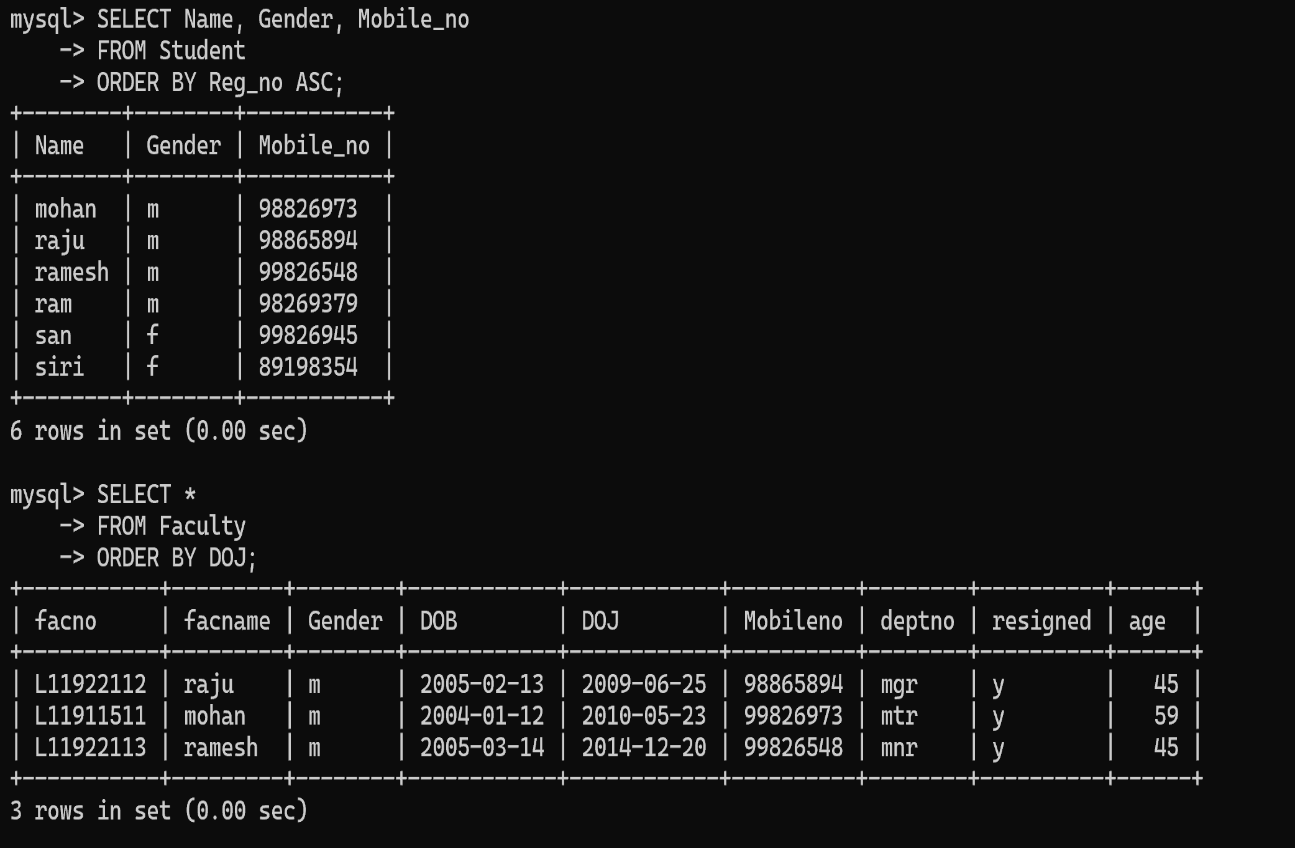 mysql> SELECT Name, Gender, Mobile_no
    -> FROM Student
    -> ORDER BY Reg_no ASC;
+--------+--------+-----------+
| Name   | Gender | Mobile_no |
+--------+--------+-----------+
| mohan  | m      | 98826973  |
| raju   | m      | 98865894  |
| ramesh | m      | 99826548  |
| ram    | m      | 98269379  |
| san    | f      | 99826945  |
| siri   | f      | 89198354  |
+--------+--------+-----------+
6 rows in set (0.00 sec)

mysql> SELECT *
    -> FROM Faculty
    -> ORDER BY DOJ;
+-----------+---------+--------+------------+------------+----------+--------+----------+------+
| facno     | facname | Gender | DOB        | DOJ        | Mobileno | deptno | resigned | age  |
+-----------+---------+--------+------------+------------+----------+--------+----------+------+
| L11922112 | raju    | m      | 2005-02-13 | 2009-06-25 | 98865894 | mgr    | y        |   45 |
| L11911511 | mohan   | m      | 2004-01-12 | 2010-05-23 | 99826973 | mtr    | y        |   59 |
| L11922113 | ramesh  | m      | 2005-03-14 | 2014-12-20 | 99826548 | mnr    | y        |   45 |
+-----------+---------+--------+------------+------------+----------+--------+----------+------+
3 rows in set (0.00 sec)